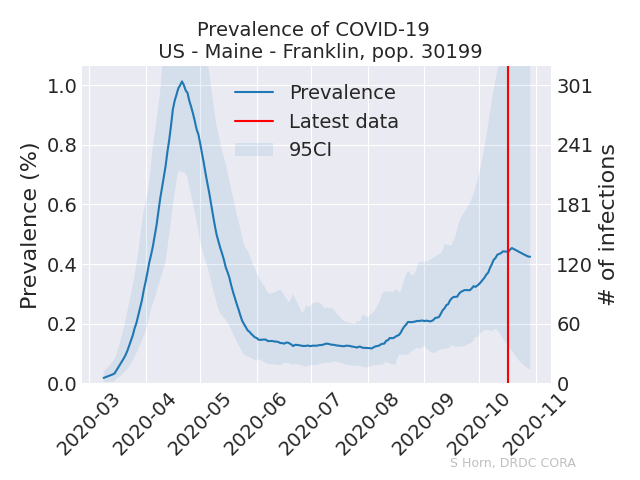 Prevalence of COVID-19
US - Maine - Franklin, pop. 30199
Prevalence
Latest data
95CI
Prevalence (%)
1.0
0.8
0.6
0.4
0.2
0.0
301
241
181
120
60
0
# of infections
2020-03
2020-04
2020-05
2020-06
2020-07
2020-08
2020-09
2020-10
2020-11
S Horn, DRDC CORA